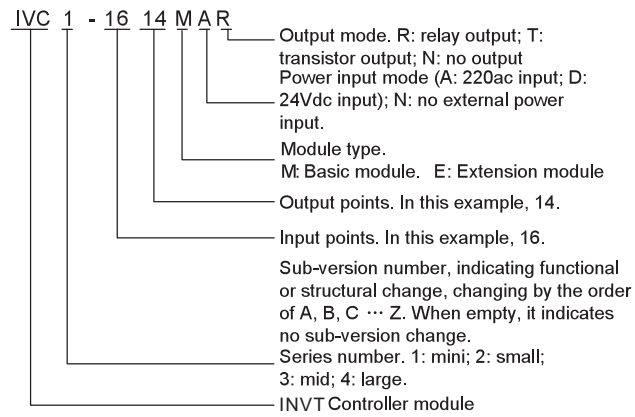 IVC 1 - 16 14 M A R
Output mode. R: relay output; T:
transistor output; N: no output
Power input mode (A: 220ac input; D:
24Vdc input); N: no external power
input.
Module type.
M: Basic module. E: Extension module
Output points. In this example, 14.
Input points. In this example, 16.
Sub-version number, indicating functional
or structural change, changing by the order
of A, B, C ⋯ Z. When empty, it indicates
no sub-version change.
Series number. 1: mini; 2: small;
3: mid; 4: large.
INVT Controller module